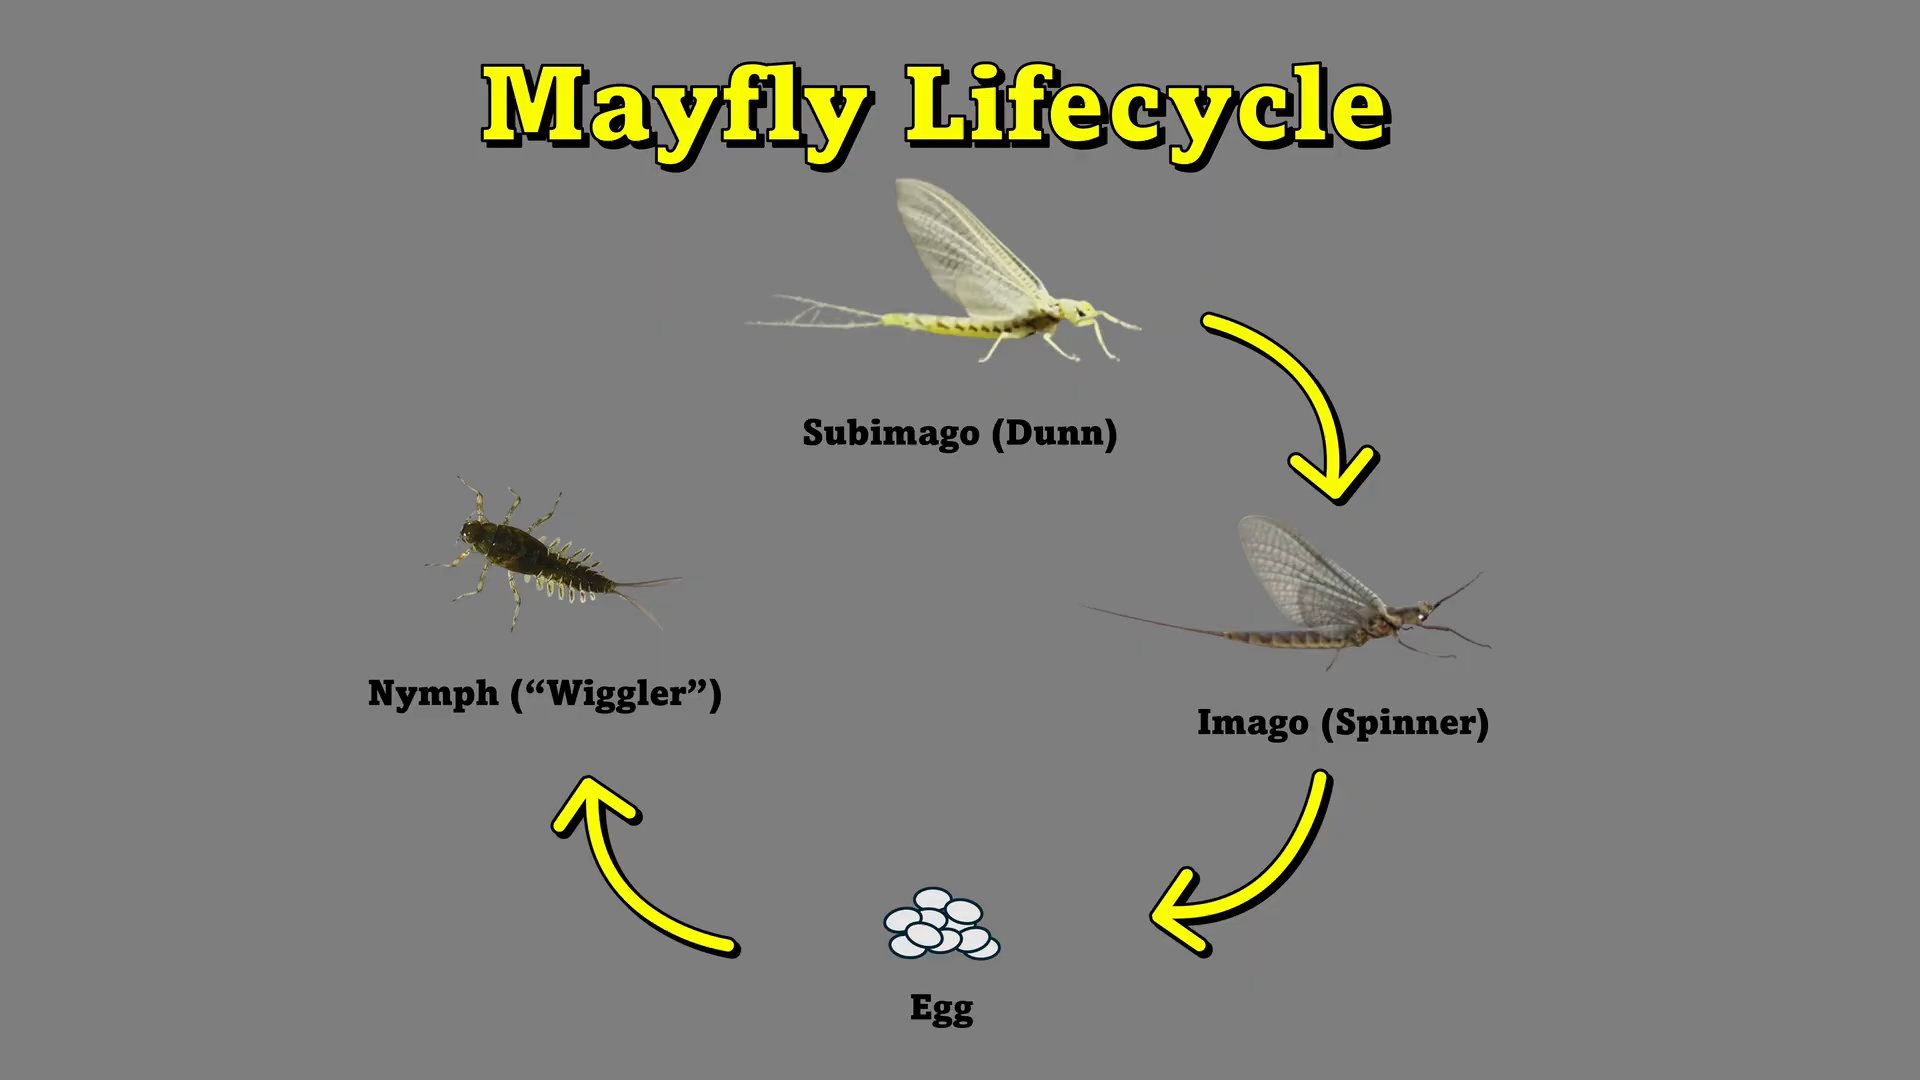 Mayfly Lifecycle
Subimago (Dunn)
Nymph (“Wiggler”)
Imago (Spinner)
Egg